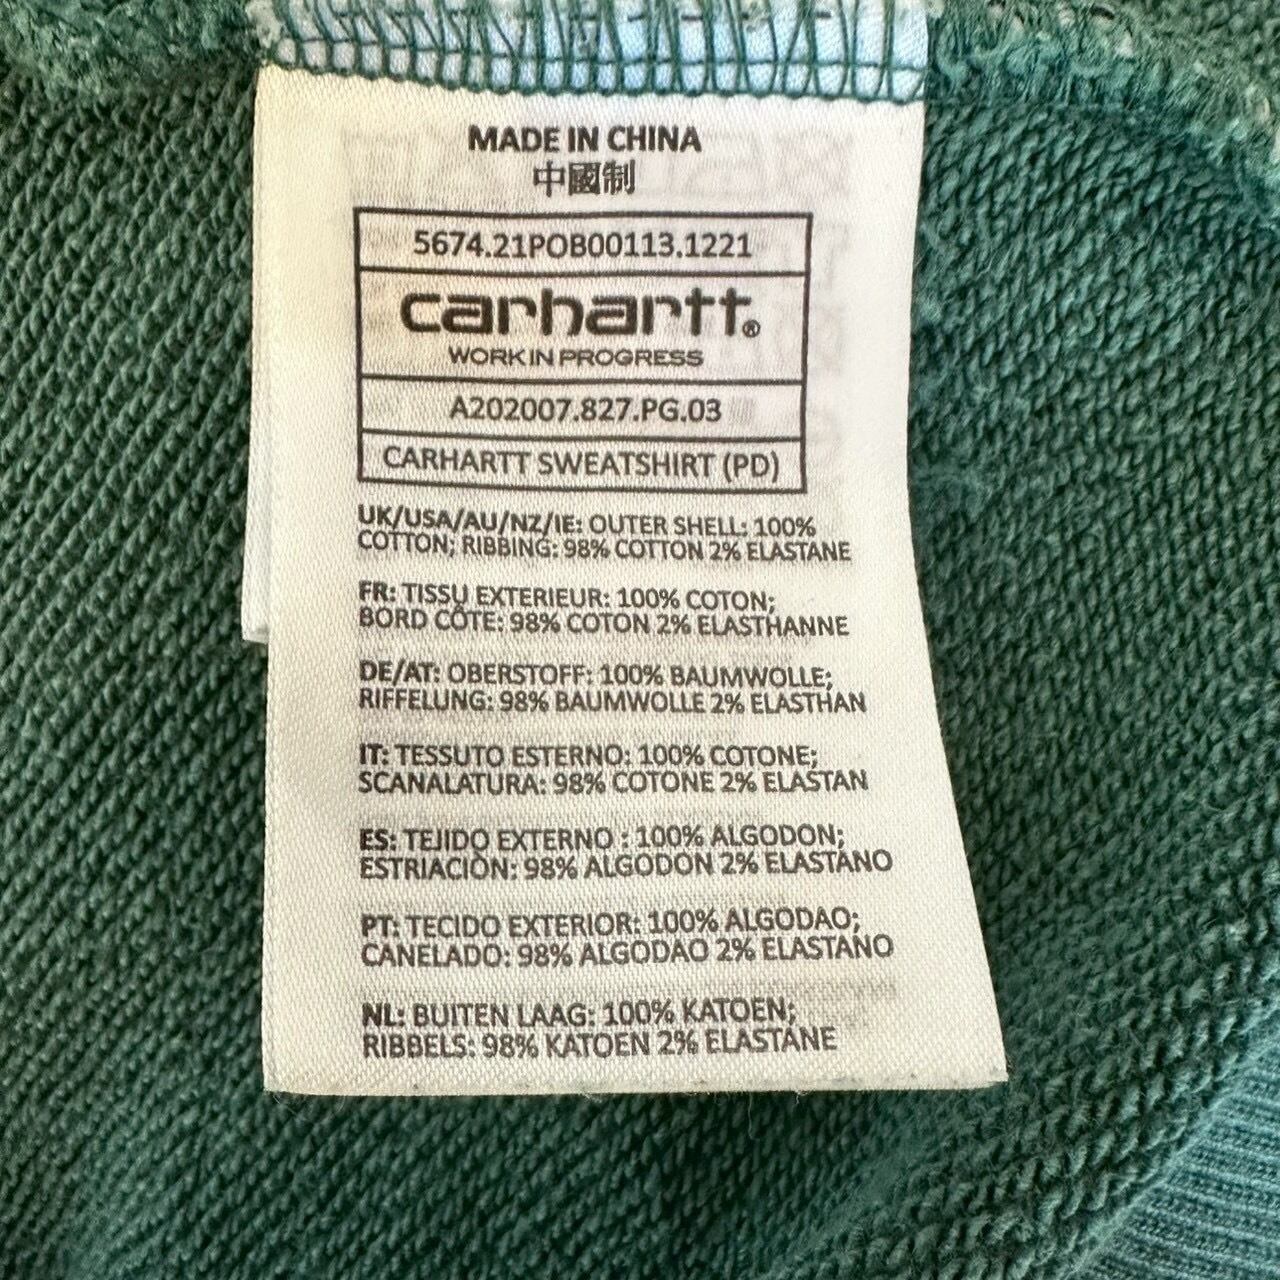 MADE IN CHINA
中國制
5674.21POB00113.1221
carhartt®
WORK IN PROGRESS
A202007.827.PG.03
CARHARTT SWEATSHIRT (PD)
UK/USA/AU/NZ/IE: OUTER SHELL: 100%
COTTON; RIBBING: 98% COTTON 2% ELASTANE
FR: TISSU EXTERIEUR: 100% COTON;
BORD CÔTE: 98% COTON 2% ELASTHANNE
DE/AT: OBERSTOFF: 100% BAUMWOLLE;
RIFFELUNG: 98% BAUMWOLLE 2% ELASTHAN
IT: TESSUTO ESTERNO: 100% COTONE;
SCANALATURA: 98% COTONE 2% ELASTAN
ES: TEJIDO EXTERNO : 100% ALGODON;
ESTRIACIÒN: 98% ALGODON 2% ELASTANO
PT: TECIDO EXTERIOR: 100% ALGODAO;
CANELADO: 98% ALGODAO 2% ELASTANO
NL: BUITEN LAAG: 100% KATOEN;
RIBBELS: 98% KATOEN 2% ELASTANE